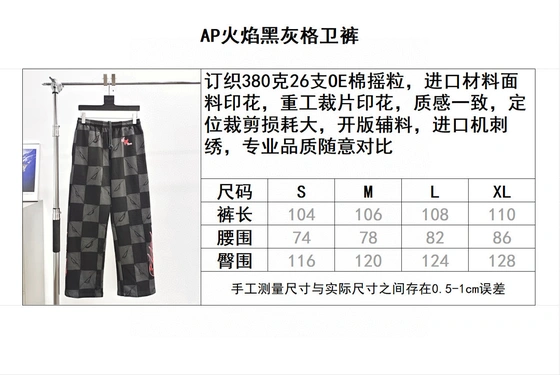 AP火焰黑灰格卫裤
订织380克26支OE棉摇粒，进口材料面
料印花，重工裁片印花，质感一致，定
位裁剪损耗大，开版辅料，进口机刺
绣，专业品质随意对比
尺码 S M L XL
裤长 104 106 108 110
腰围 74 78 82 86
臀围 116 120 124 128
手工测量尺寸与实际尺寸之间存在0.5-1cm误差